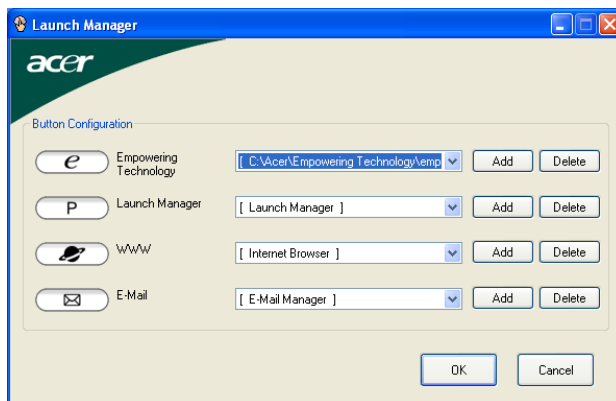 Launch Manager
acer
Button Configuration
e Empowering Technology [ C:\Acer\Empowering Technology\emp Add Delete
P Launch Manager [ Launch Manager ] Add Delete
WWW [ Internet Browser ] Add Delete
E-Mail [ E-Mail Manager ] Add Delete
OK Cancel